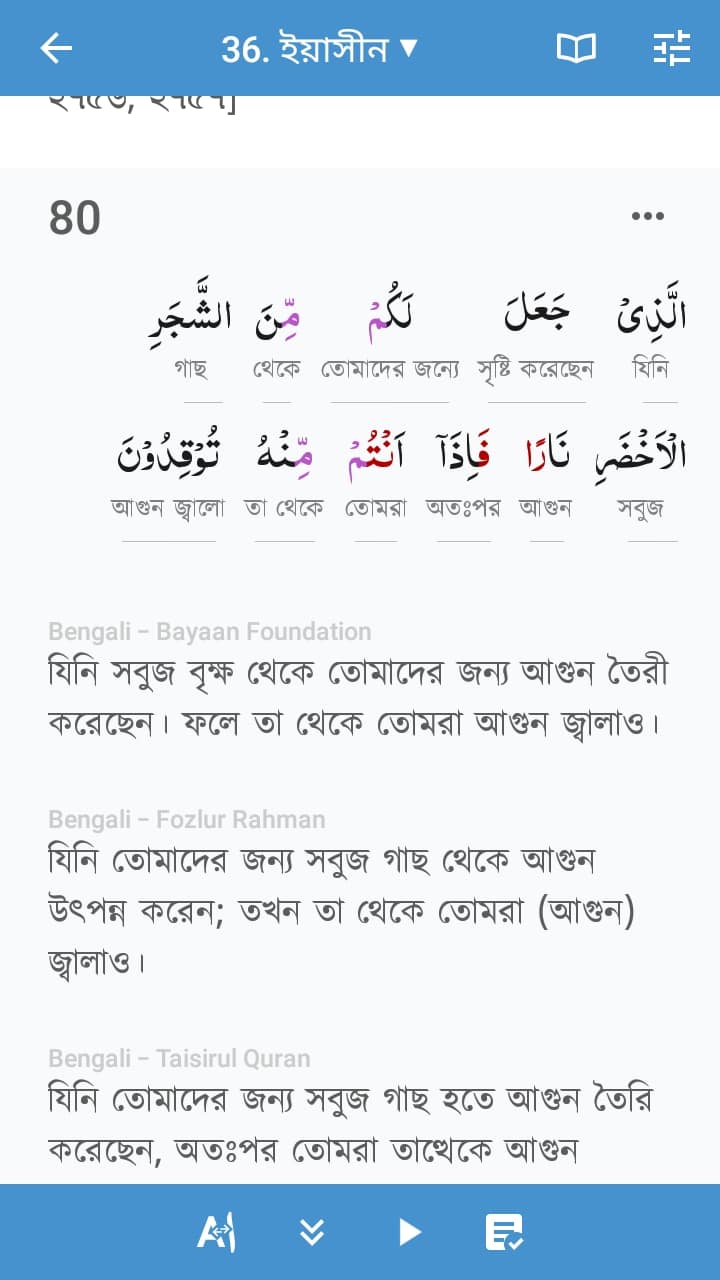 36. ইয়াসীন ▼
২৭৫৬, ২৭৫৭]
80
الَّذِیْ جَعَلَ لَكُمْ مِّنَ الشَّجَرِ
যিনি সৃষ্টি করেছেন তোমাদের জন্যে থেকে গাছ
الْاَخْضَرِ نَارًا فَاِذَاۤ اَنْتُمْ مِّنْهُ تُوْقِدُوْنَ
সবুজ আগুন অতঃপর তোমরা তা থেকে আগুন জ্বালো
Bengali – Bayaan Foundation
যিনি সবুজ বৃক্ষ থেকে তোমাদের জন্য আগুন তৈরী
করেছেন। ফলে তা থেকে তোমরা আগুন জ্বালাও।
Bengali – Fozlur Rahman
যিনি তোমাদের জন্য সবুজ গাছ থেকে আগুন
উৎপন্ন করেন; তখন তা থেকে তোমরা (আগুন)
জ্বালাও।
Bengali – Taisirul Quran
যিনি তোমাদের জন্য সবুজ গাছ হতে আগুন তৈরি
করেছেন, অতঃপর তোমরা তাত্থেকে আগুন